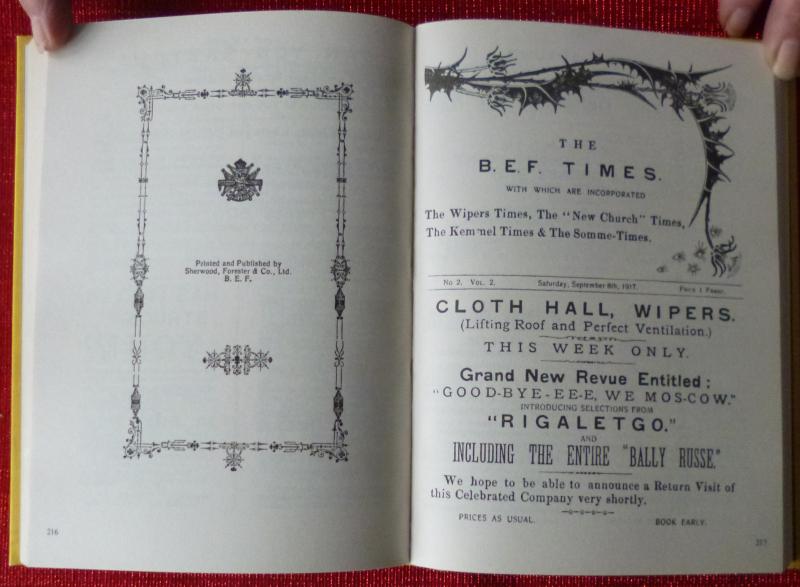 Printed and Published by
Sherwood, Forester & Co., Ltd.
B. E. F.
216
THE
B. E. F. TIMES.
WITH WHICH ARE INCORPORATED
The Wipers Times, The "New Church" Times,
The Kemmel Times & The Somme-Times.
No 2. Vol. 2. Saturday, September 8th, 1917. Price 1 Franc.
CLOTH HALL, WIPERS.
(Lifting Roof and Perfect Ventilation.)
THIS WEEK ONLY.
Grand New Revue Entitled:
"GOOD-BYE-EE-E, WE MOS-COW."
INTRODUCING SELECTIONS FROM
"RIGALETGO."
AND
INCLUDING THE ENTIRE "BALLY RUSSE."
We hope to be able to announce a Return Visit of
this Celebrated Company very shortly.
PRICES AS USUAL. BOOK EARLY.
217